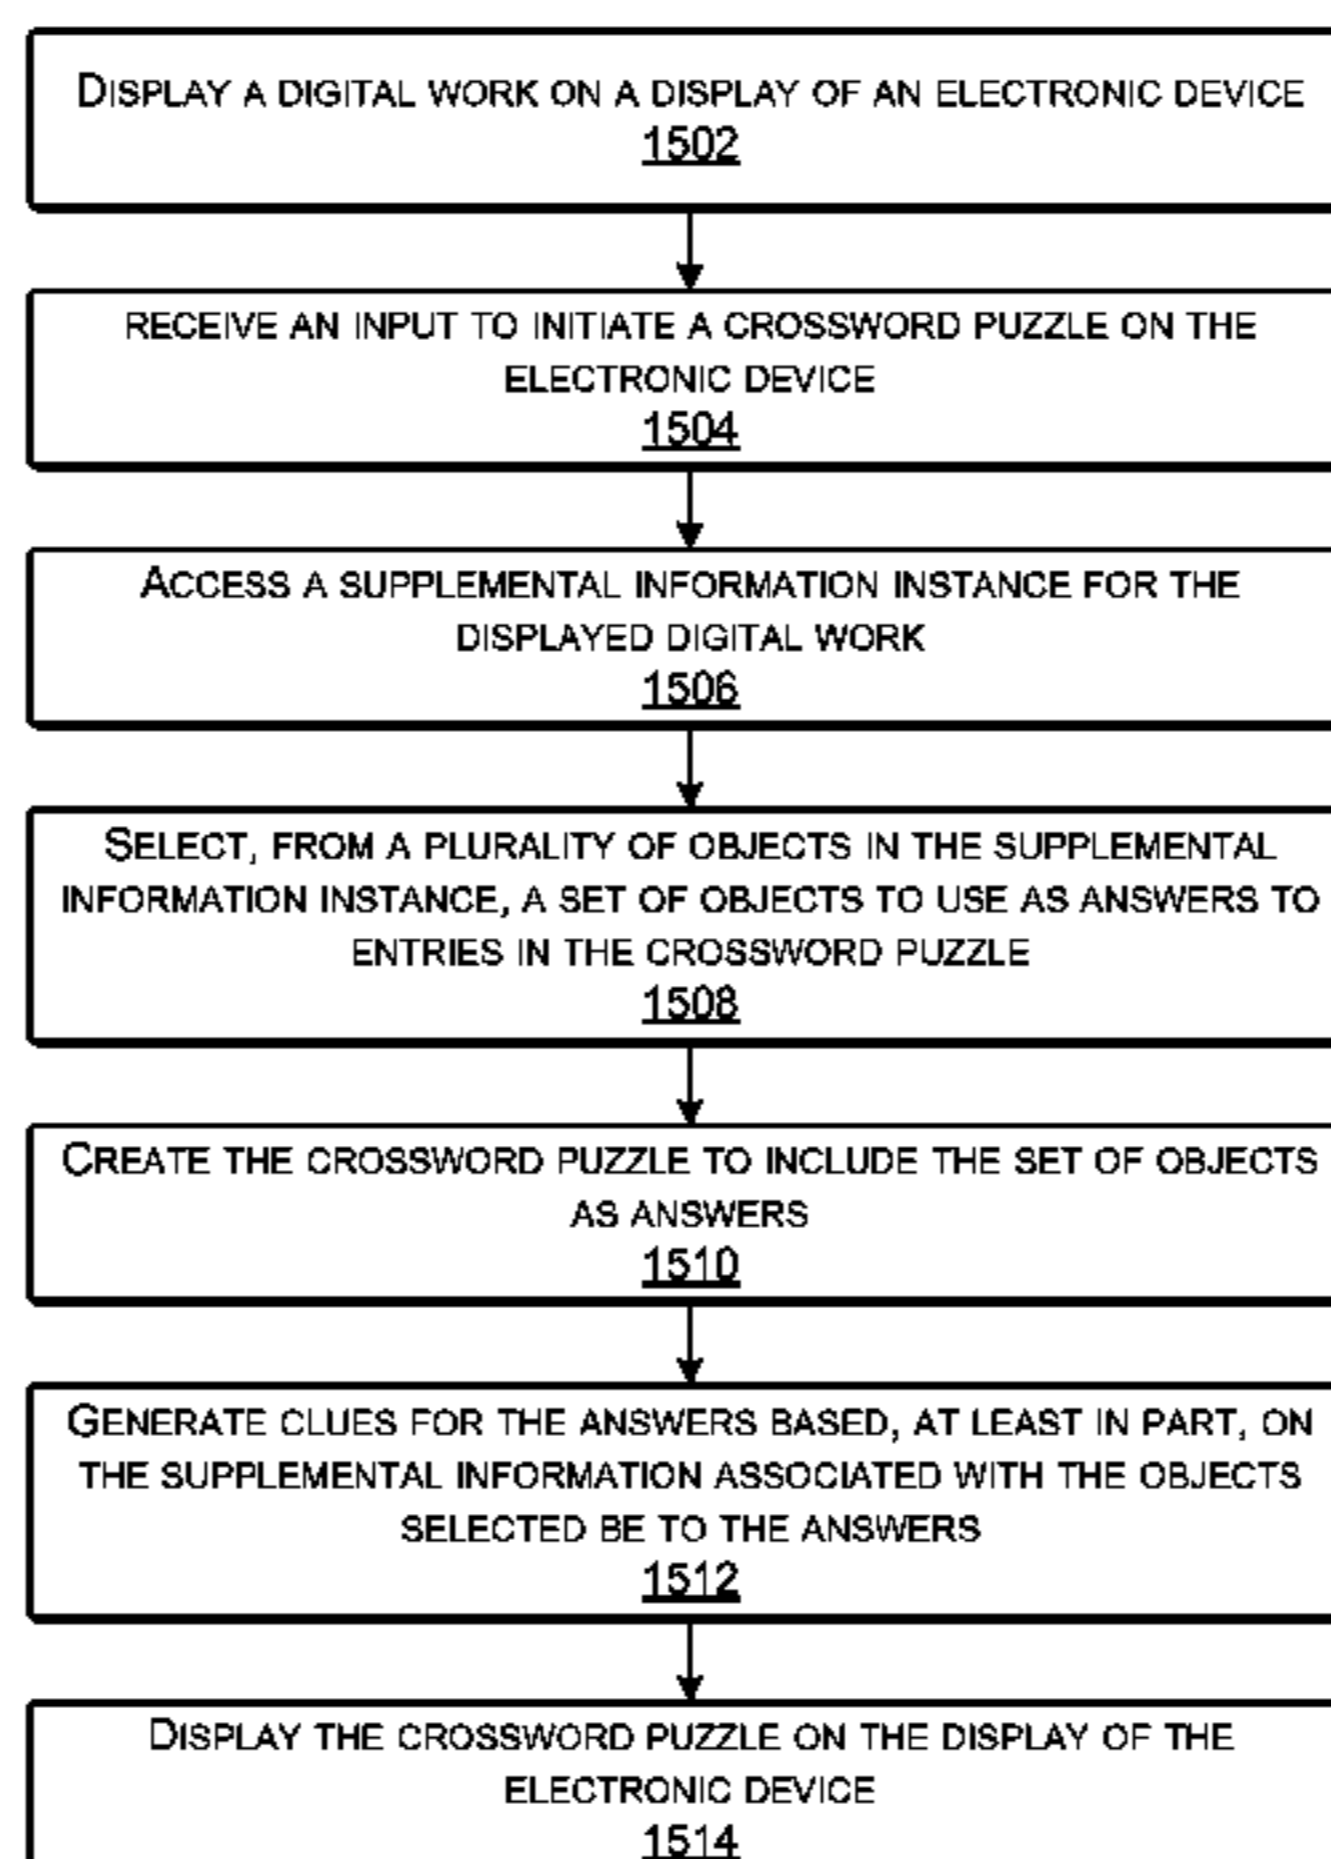 DISPLAY A DIGITAL WORK ON A DISPLAY OF AN ELECTRONIC DEVICE
1502
RECEIVE AN INPUT TO INITIATE A CROSSWORD PUZZLE ON THE
ELECTRONIC DEVICE
1504
ACCESS A SUPPLEMENTAL INFORMATION INSTANCE FOR THE
DISPLAYED DIGITAL WORK
1506
SELECT, FROM A PLURALITY OF OBJECTS IN THE SUPPLEMENTAL
INFORMATION INSTANCE, A SET OF OBJECTS TO USE AS ANSWERS TO
ENTRIES IN THE CROSSWORD PUZZLE
1508
CREATE THE CROSSWORD PUZZLE TO INCLUDE THE SET OF OBJECTS
AS ANSWERS
1510
GENERATE CLUES FOR THE ANSWERS BASED, AT LEAST IN PART, ON
THE SUPPLEMENTAL INFORMATION ASSOCIATED WITH THE OBJECTS
SELECTED BE TO THE ANSWERS
1512
DISPLAY THE CROSSWORD PUZZLE ON THE DISPLAY OF THE
ELECTRONIC DEVICE
1514